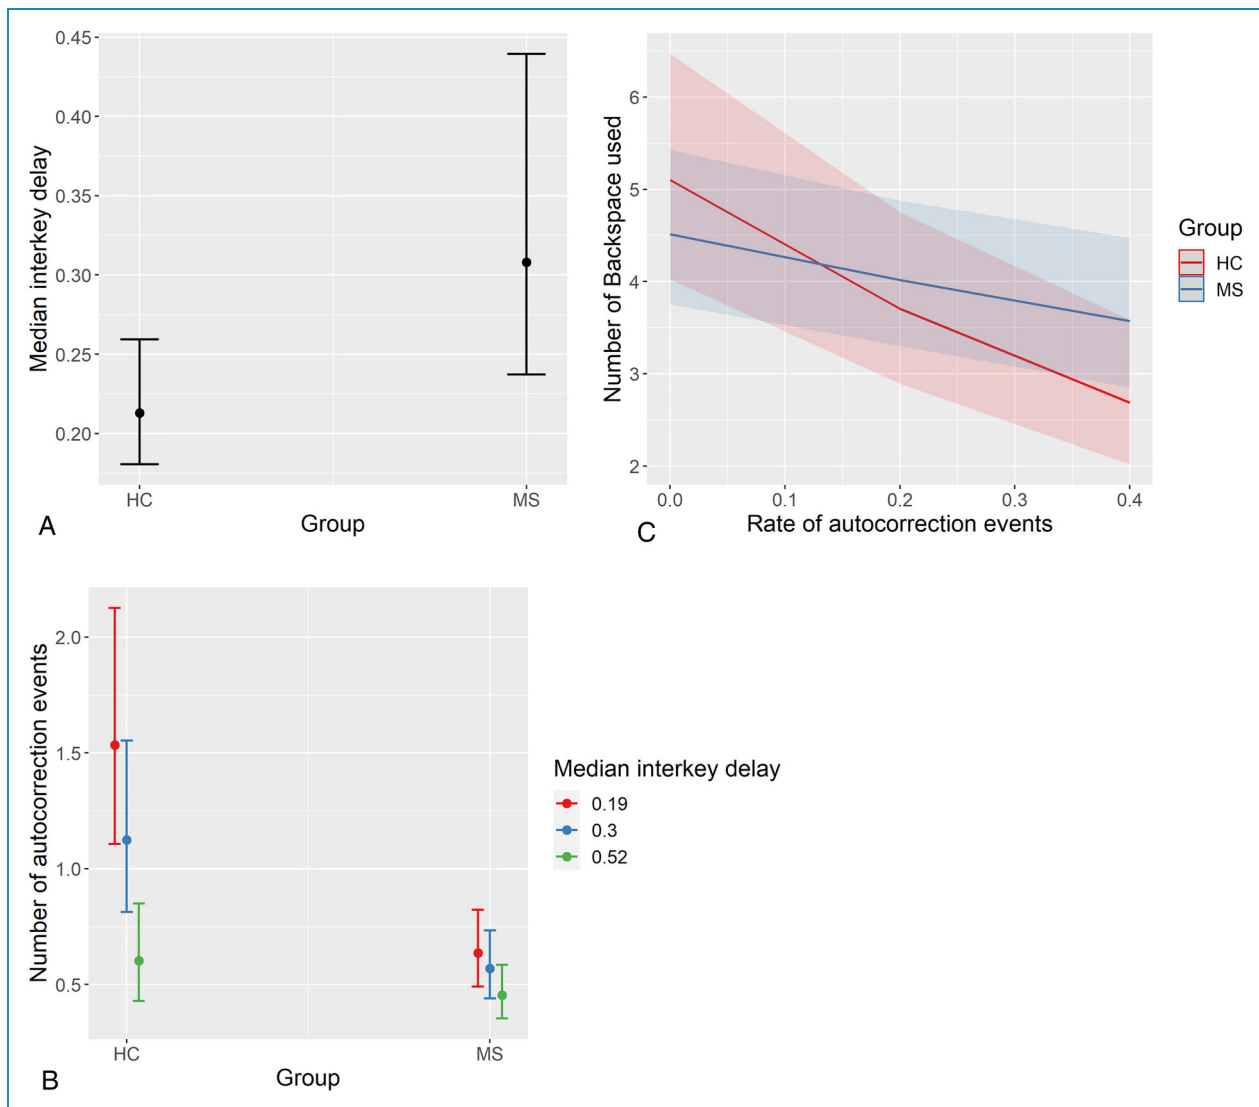 0.45
0.40
0.35
0.30
0.25
0.20
Median interkey delay
HC
MS
Group
A
6
5
4
3
2
Number of Backspace used
0.0
0.1
0.2
0.3
0.4
Rate of autocorrection events
C
Group
HC
MS
2.0
1.5
1.0
0.5
Number of autocorrection events
HC
MS
Group
B
Median interkey delay
0.19
0.3
0.52